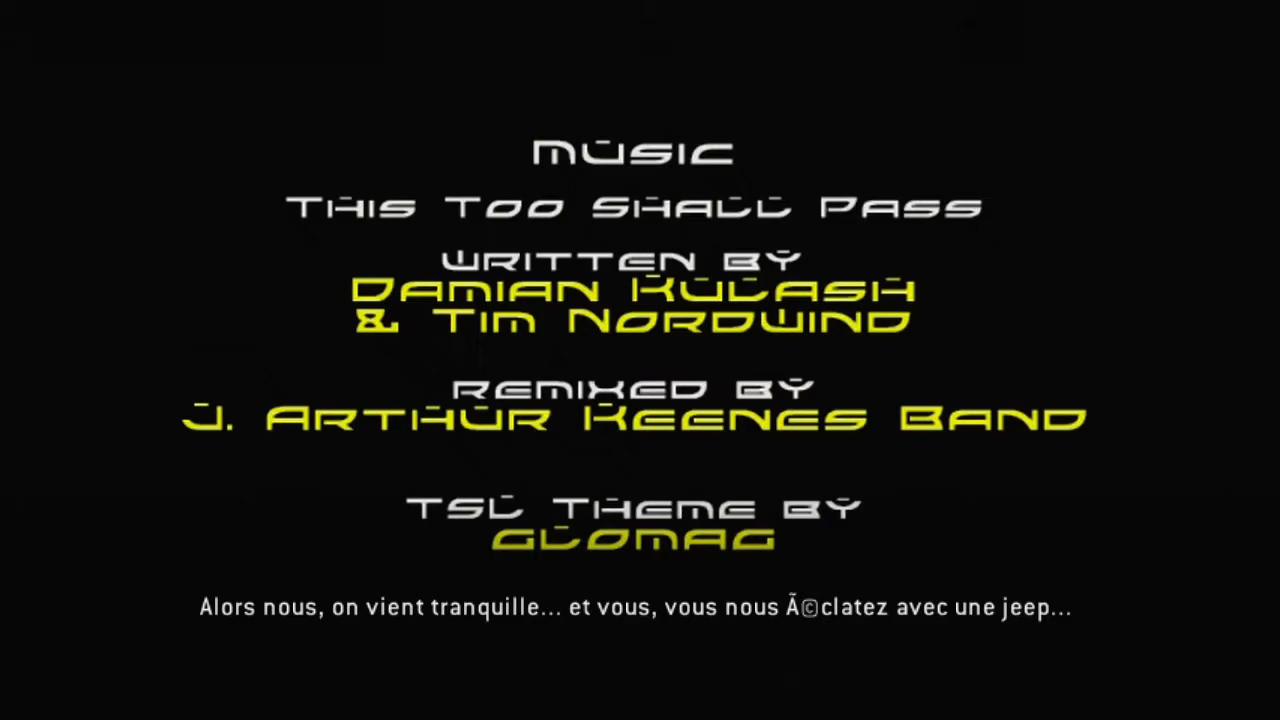 Music
This Too Shall Pass
written by
Damian Kulash
& Tim Nordwind
remixed by
J. Arthur Keenes Band
TSL Theme by
glomag
Alors nous, on vient tranquille... et vous, vous nous Ã©clatez avec une jeep...